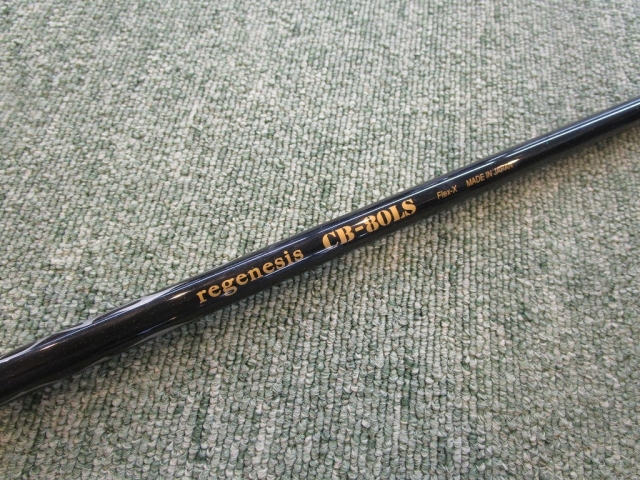 regenesis CB-80LS Flex-X MADE IN JAPAN